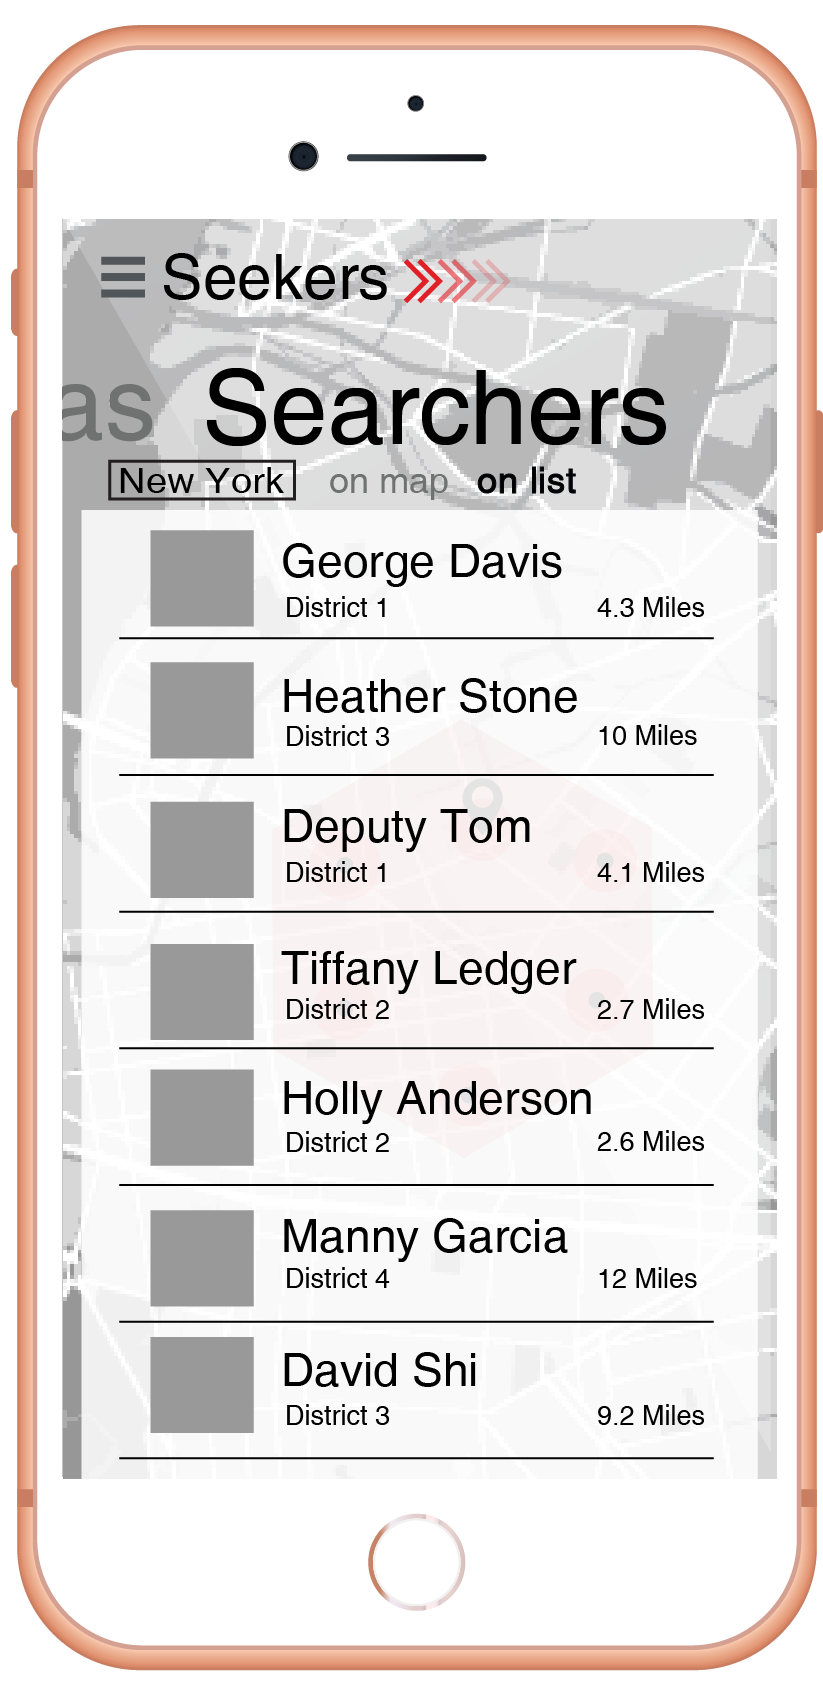 Seekers
as Searchers
New York on map on list
George Davis
District 1 4.3 Miles
Heather Stone
District 3 10 Miles
Deputy Tom
District 1 4.1 Miles
Tiffany Ledger
District 2 2.7 Miles
Holly Anderson
District 2 2.6 Miles
Manny Garcia
District 4 12 Miles
David Shi
District 3 9.2 Miles